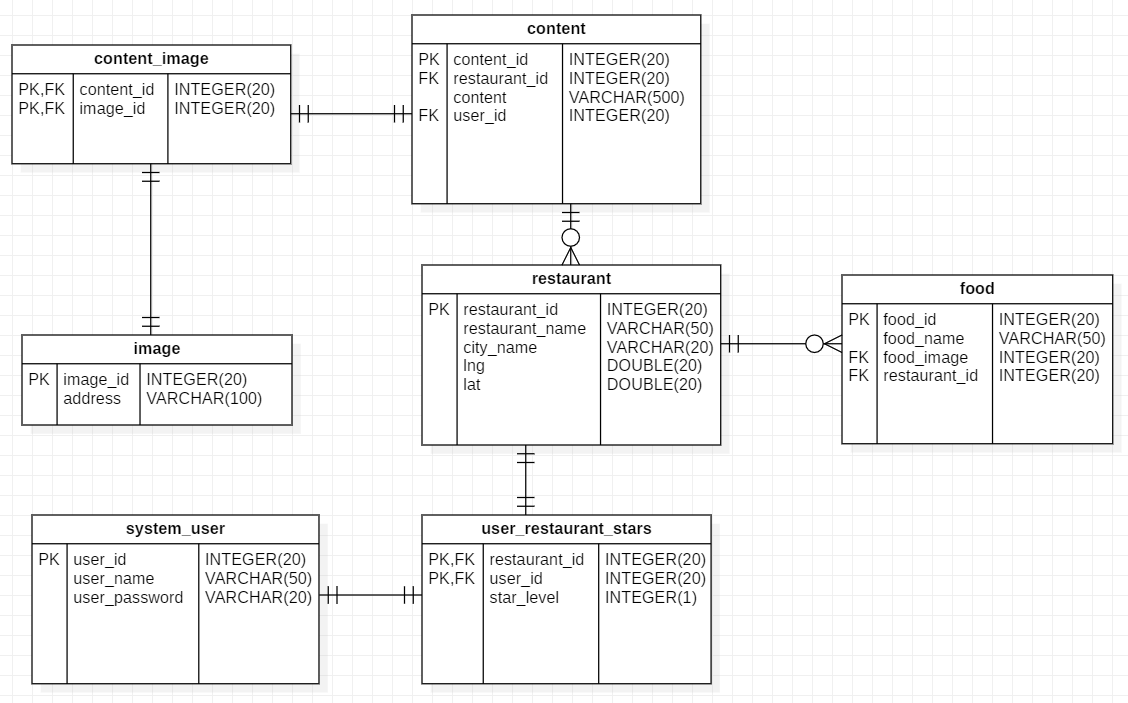 content
PK content_id INTEGER(20)
FK restaurant_id INTEGER(20)
content VARCHAR(500)
FK user_id INTEGER(20)
content_image
PK,FK content_id INTEGER(20)
PK,FK image_id INTEGER(20)
restaurant
PK restaurant_id INTEGER(20)
restaurant_name VARCHAR(50)
city_name VARCHAR(20)
lng DOUBLE(20)
lat DOUBLE(20)
food
PK food_id INTEGER(20)
food_name VARCHAR(50)
FK food_image INTEGER(20)
FK restaurant_id INTEGER(20)
image
PK image_id INTEGER(20)
address VARCHAR(100)
system_user
PK user_id INTEGER(20)
user_name VARCHAR(50)
user_password VARCHAR(20)
user_restaurant_stars
PK,FK restaurant_id INTEGER(20)
PK,FK user_id INTEGER(20)
star_level INTEGER(1)